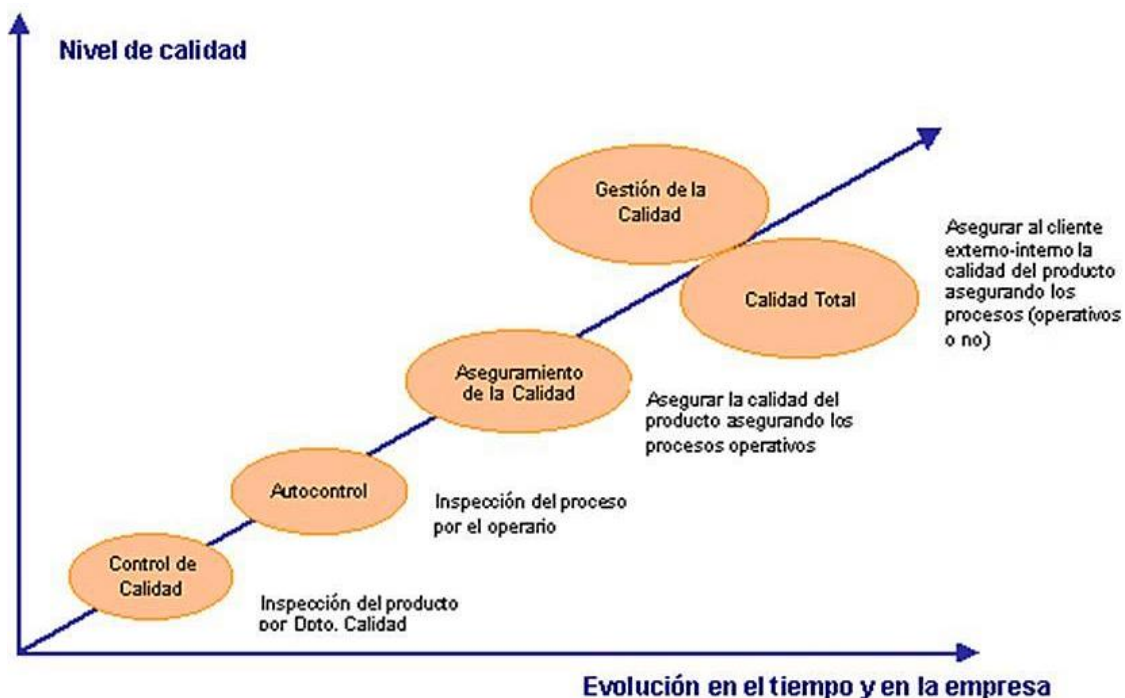 Nivel de calidad
Gestión de la
Calidad
Asegurar al cliente
externo-interno la
calidad del producto
asegurando los
procesos (operativos
o no)
Calidad Total
Aseguramiento
de la Calidad
Asegurar la calidad del
producto asegurando los
procesos operativos
Autocontrol
Inspección del proceso
por el operario
Control de
Calidad
Inspección del producto
por Dpto. Calidad
Evolución en el tiempo y en la empresa